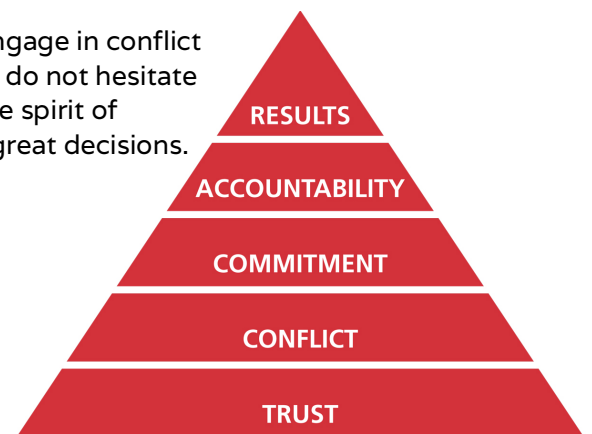 ngage in conflict
do not hesitate
e spirit of
great decisions.
RESULTS
ACCOUNTABILITY
COMMITMENT
CONFLICT
TRUST